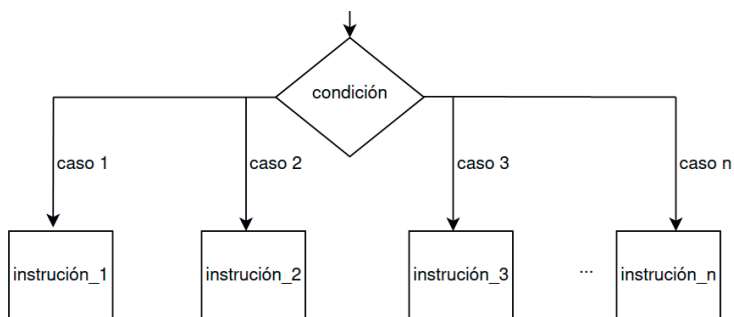 condición
caso 1
caso 2
caso 3
caso n
instrución_1
instrución_2
instrución_3
...
instrución_n